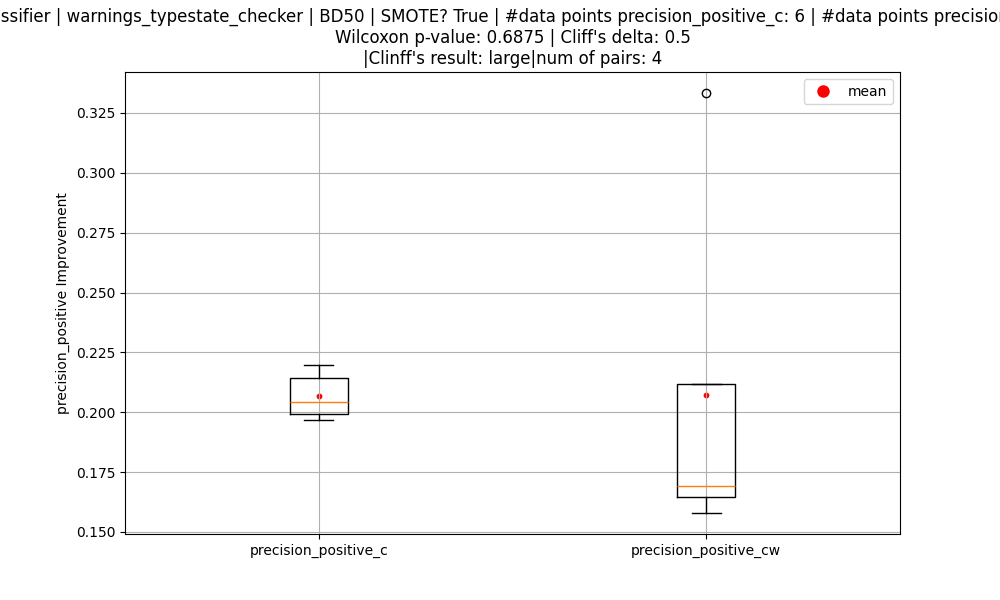 ssifier | warnings_typestate_checker | BD50 | SMOTE? True | #data points precision_positive_c: 6 | #data points precision
Wilcoxon p-value: 0.6875 | Cliff's delta: 0.5
|Clinff's result: large|num of pairs: 4
mean
0.325
0.300
0.275
0.250
0.225
0.200
0.175
0.150
precision_positive Improvement
precision_positive_c
precision_positive_cw